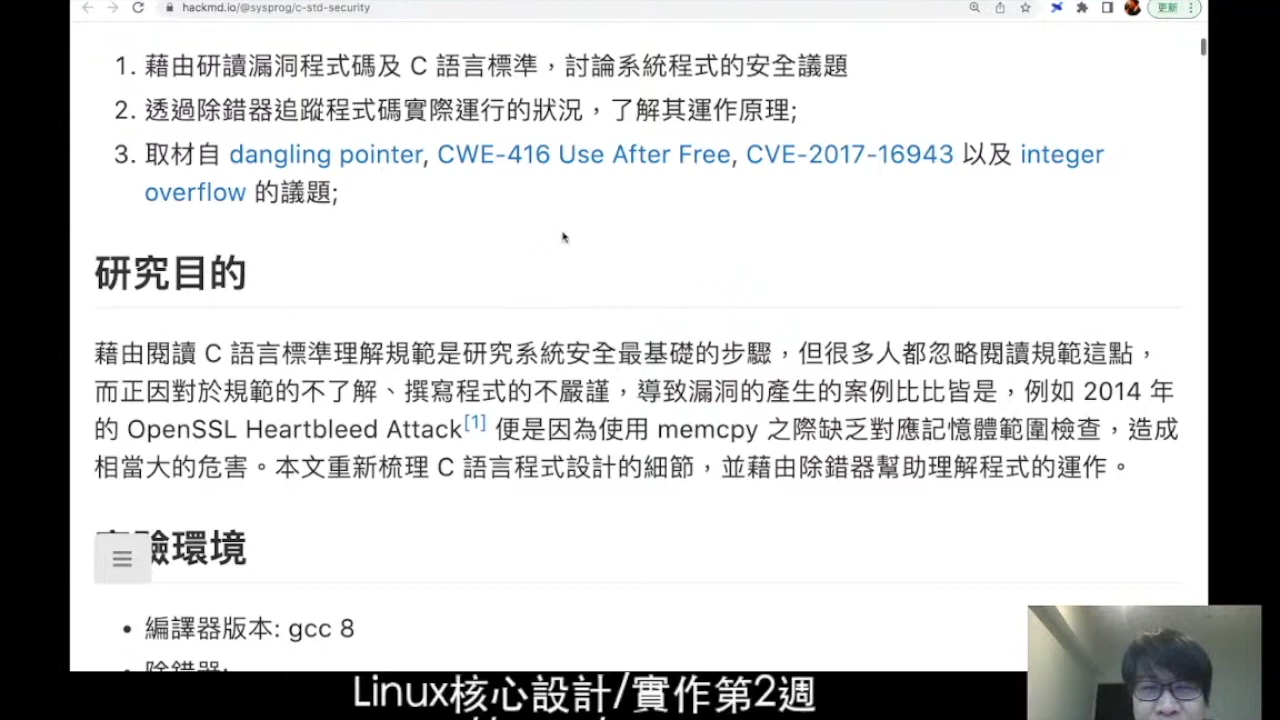 hackmd.io/@sysprog/c-std-security
更新
1. 藉由研讀漏洞程式碼及 C 語言標準，討論系統程式的安全議題
2. 透過除錯器追蹤程式碼實際運行的狀況，了解其運作原理;
3. 取材自 dangling pointer, CWE-416 Use After Free, CVE-2017-16943 以及 integer
overflow 的議題;
研究目的
藉由閱讀 C 語言標準理解規範是研究系統安全最基礎的步驟，但很多人都忽略閱讀規範這點，
而正因對於規範的不了解、撰寫程式的不嚴謹，導致漏洞的產生的案例比比皆是，例如 2014 年
的 OpenSSL Heartbleed Attack[1] 便是因為使用 memcpy 之際缺乏對應記憶體範圍檢查，造成
相當大的危害。本文重新梳理 C 語言程式設計的細節，並藉由除錯器幫助理解程式的運作。
實驗環境
• 編譯器版本: gcc 8
• 除錯器:
Linux核心設計/實作第2週